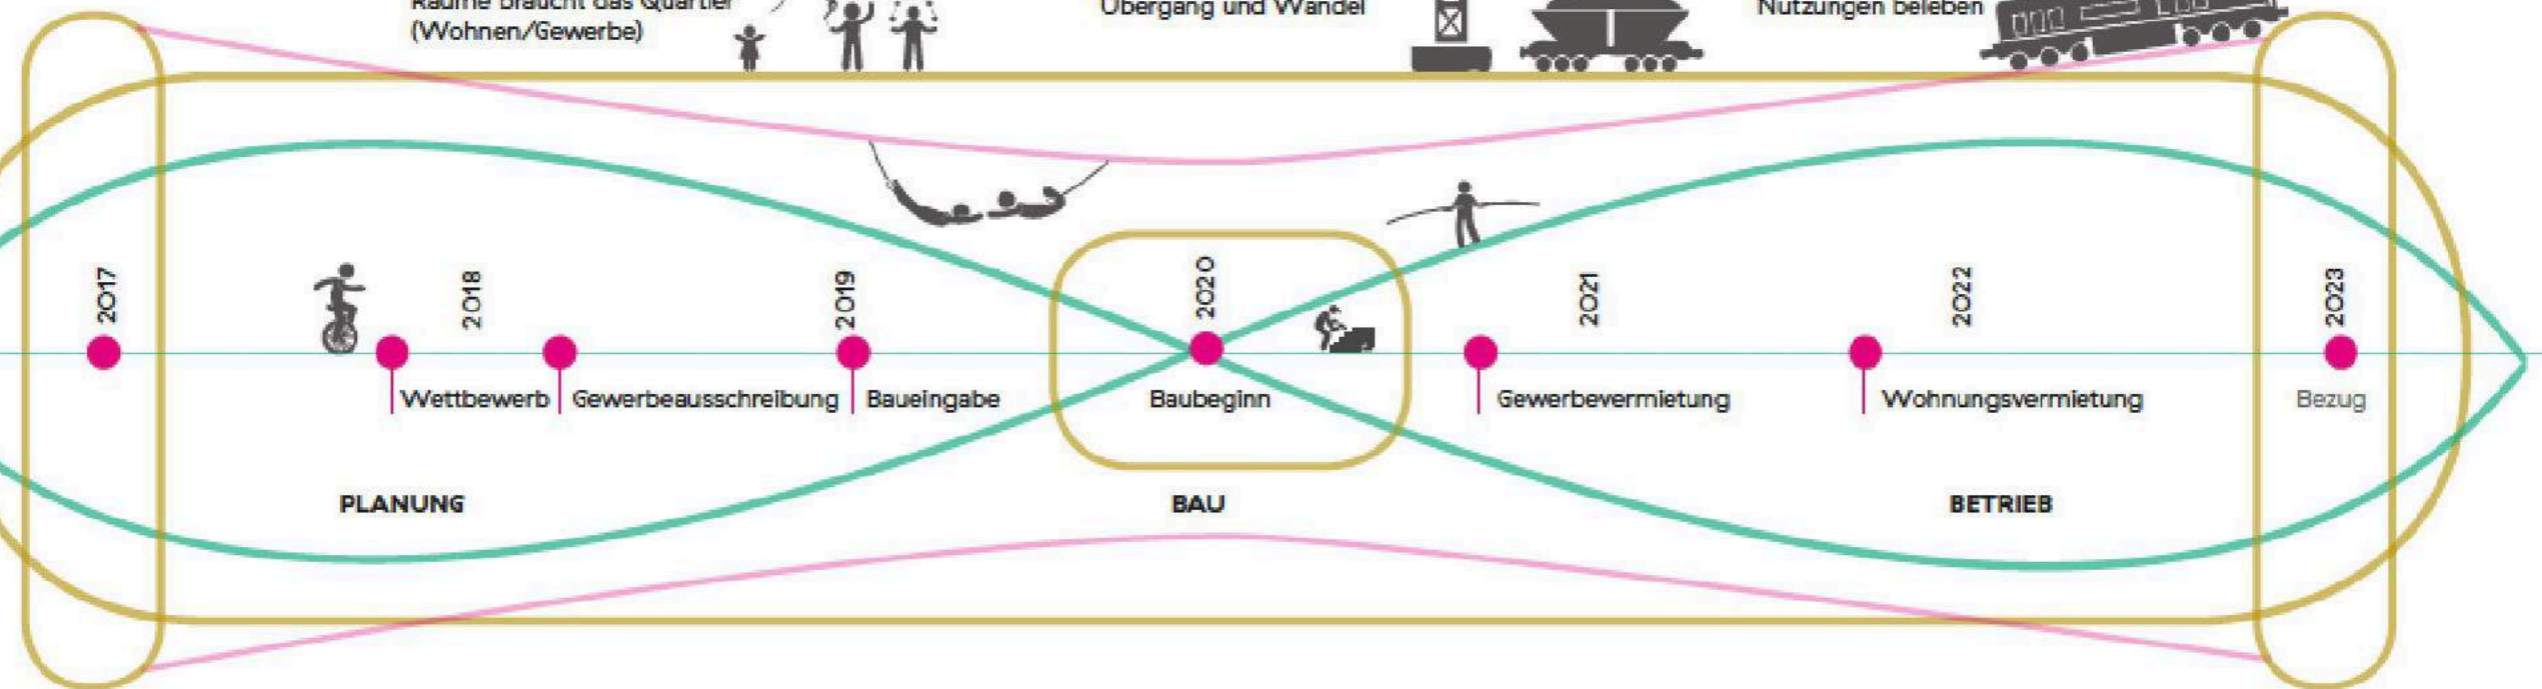 Räume braucht das Quartier
(Wohnen/Gewerbe)
Übergang und Wandel
Nutzungen beleben
2017
2018
2019
2020
2021
2022
2023
Wettbewerb
Gewerbeausschreibung
Baueingabe
Baubeginn
Gewerbevermietung
Wohnungsvermietung
Bezug
PLANUNG
BAU
BETRIEB